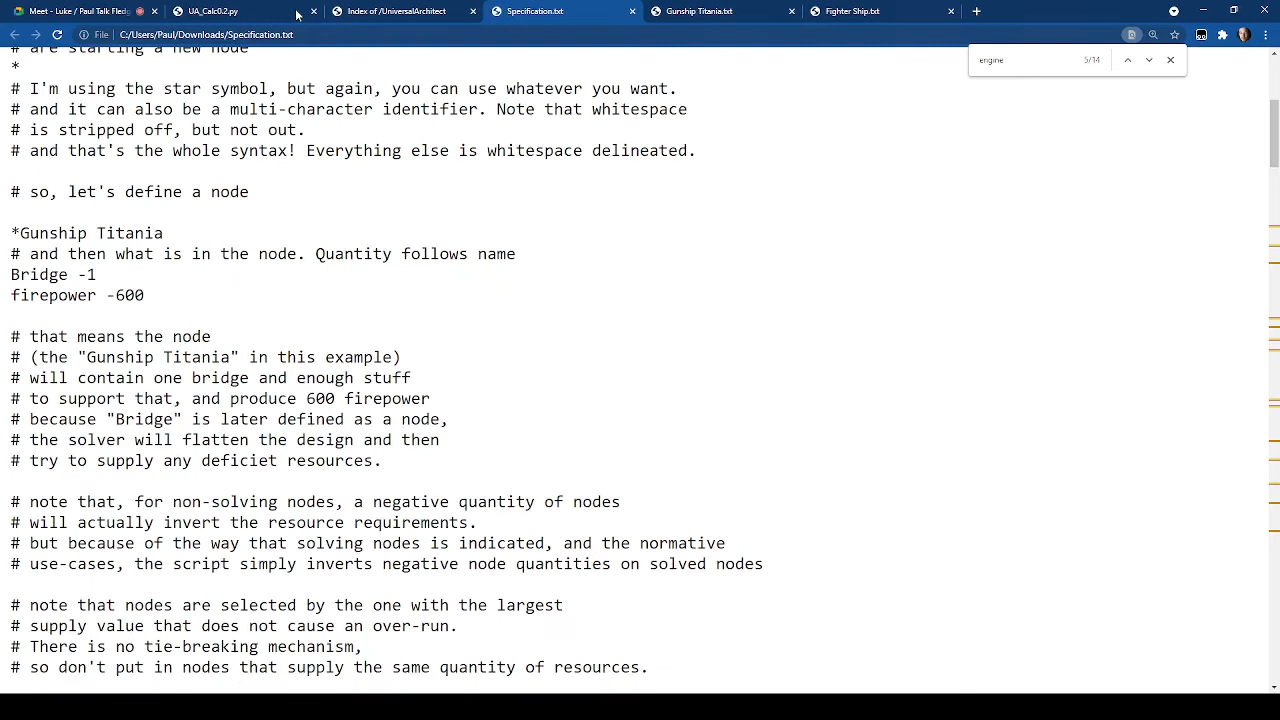 Meet - Luke / Paul Talk Fledg
UA_Calc0.2.py
Index of /UniversalArchitect
Specification.txt
Gunship Titania.txt
Fighter Ship.txt
File
C:/Users/Paul/Downloads/Specification.txt
engine
5/14
# are starting a new node
*
# I'm using the star symbol, but again, you can use whatever you want.
# and it can also be a multi-character identifier. Note that whitespace
# is stripped off, but not out.
# and that's the whole syntax! Everything else is whitespace delineated.
# so, let's define a node
*Gunship Titania
# and then what is in the node. Quantity follows name
Bridge -1
firepower -600
# that means the node
# (the "Gunship Titania" in this example)
# will contain one bridge and enough stuff
# to support that, and produce 600 firepower
# because "Bridge" is later defined as a node,
# the solver will flatten the design and then
# try to supply any deficiet resources.
# note that, for non-solving nodes, a negative quantity of nodes
# will actually invert the resource requirements.
# but because of the way that solving nodes is indicated, and the normative
# use-cases, the script simply inverts negative node quantities on solved nodes
# note that nodes are selected by the one with the largest
# supply value that does not cause an over-run.
# There is no tie-breaking mechanism,
# so don't put in nodes that supply the same quantity of resources.